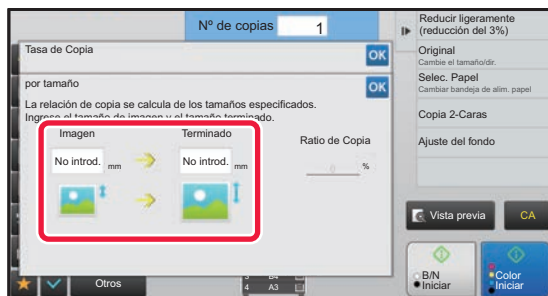 Nº de copias 1
Tasa de Copia
OK
por tamaño
OK
La relación de copia se calcula de los tamaños especificados.
Ingrese el tamaño de imagen y el tamaño terminado.
Imagen
Terminado
Ratio de Copia
No introd. mm
No introd. mm
%
Otros
4 A3
Reducir ligeramente
(reducción del 3%)
Original
Cambie el tamaño/dir.
Selec. Papel
Cambiar bandeja de alim. papel
Copia 2-Caras
Ajuste del fondo
Vista previa
CA
B/N
Iniciar
Color
Iniciar